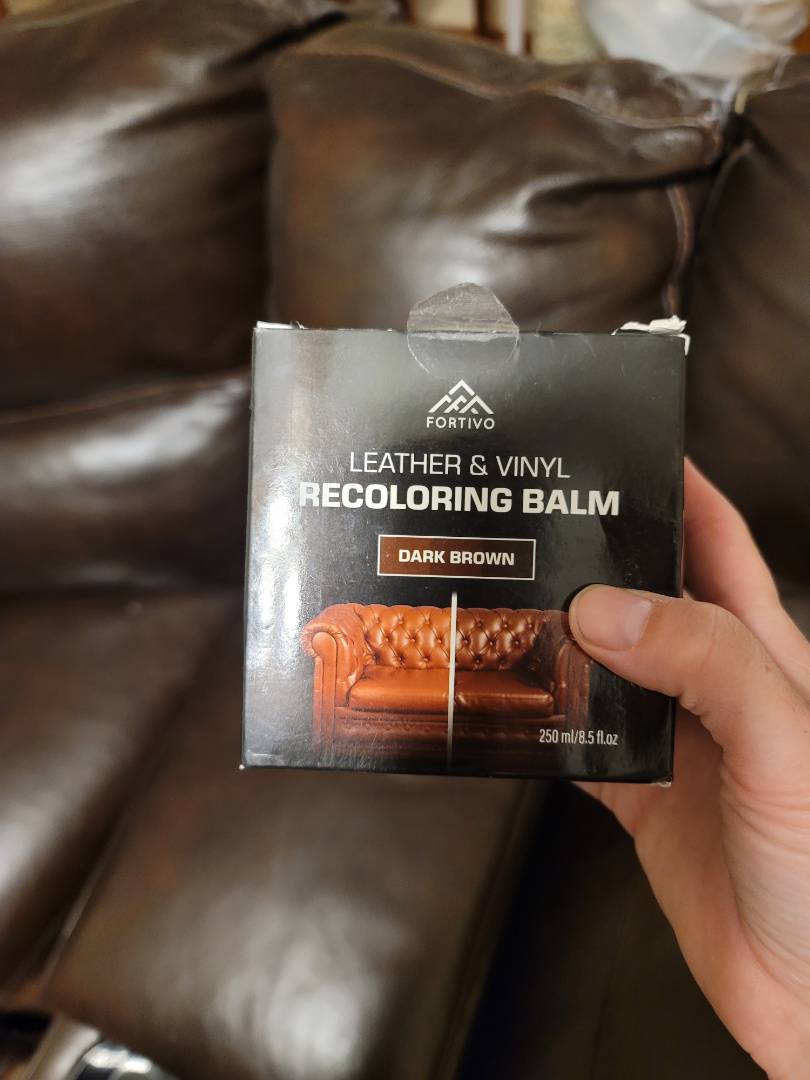 FORTIVO
LEATHER & VINYL
RECOLORING BALM
DARK BROWN
250 ml/8.5 fl.oz